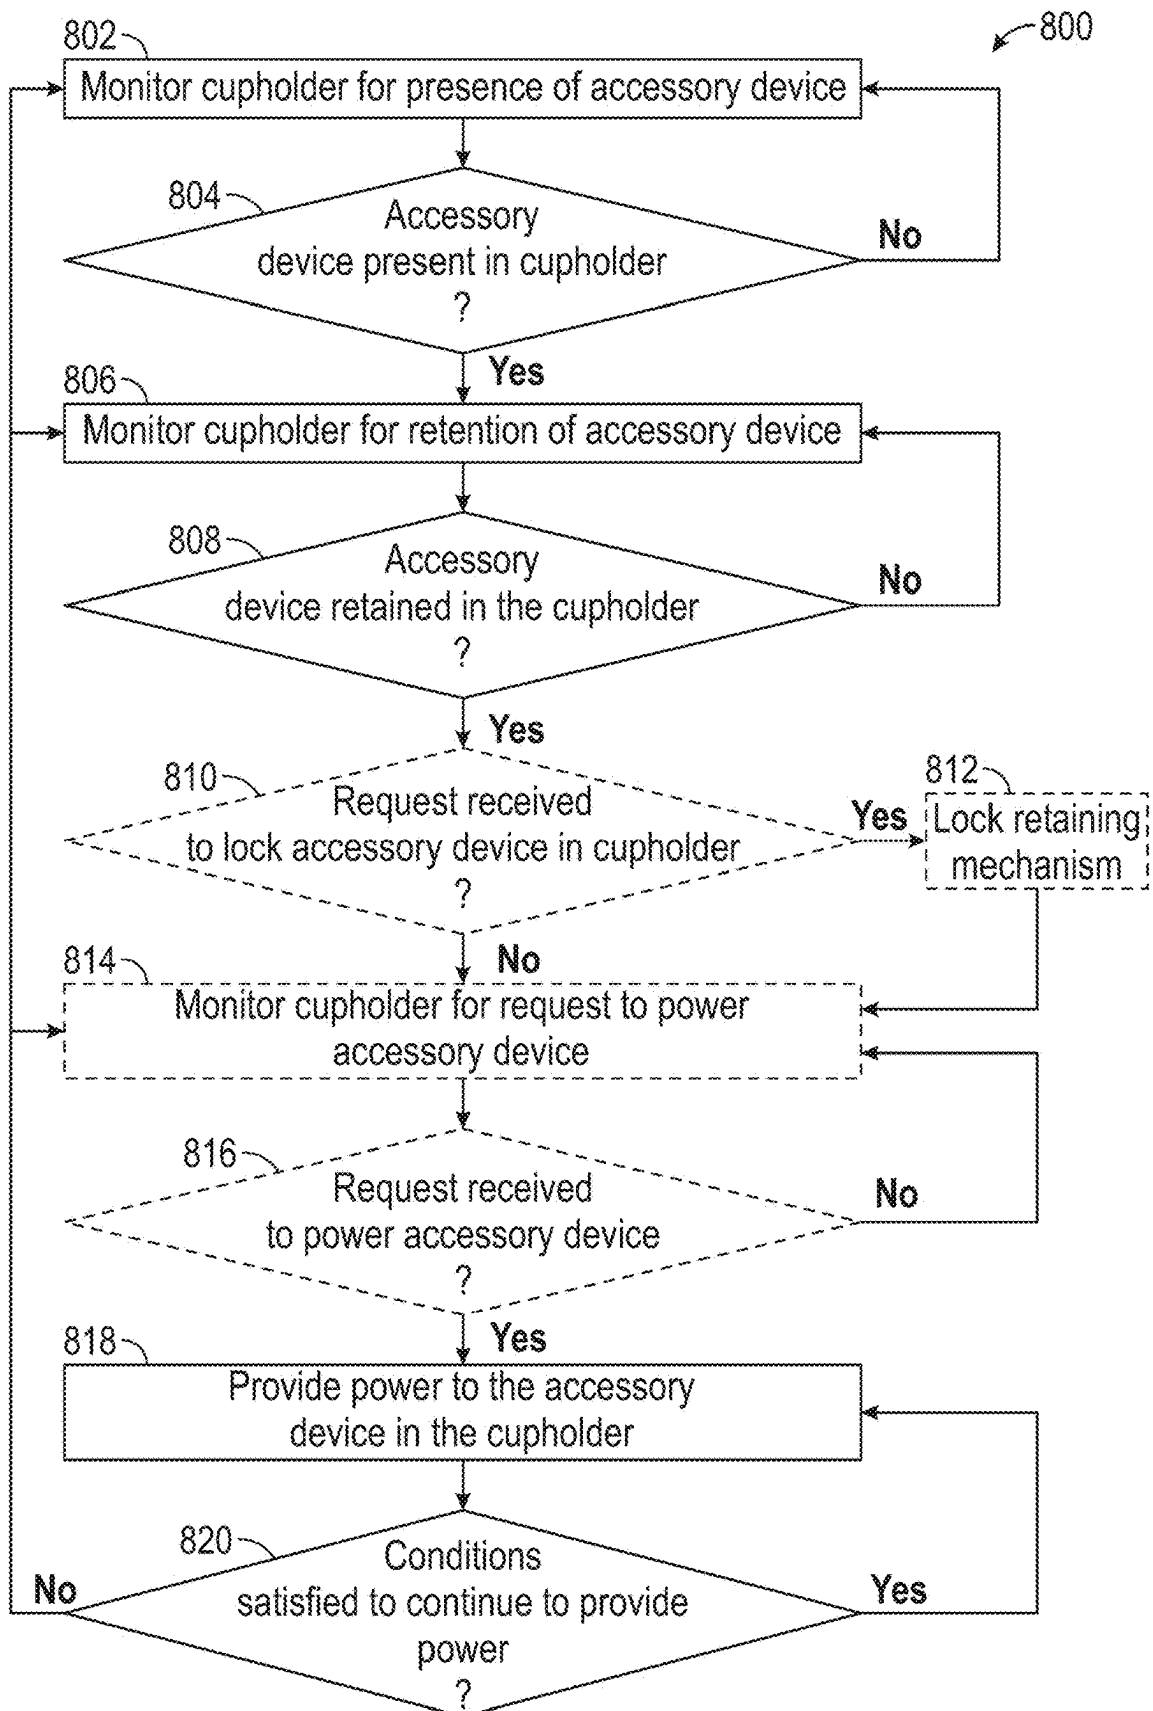 800
802
Monitor cupholder for presence of accessory device
804
Accessory
device present in cupholder
?
No
Yes
806
Monitor cupholder for retention of accessory device
808
Accessory
device retained in the cupholder
?
No
Yes
810
Request received
to lock accessory device in cupholder
?
Yes
812
Lock retaining
mechanism
No
814
Monitor cupholder for request to power
accessory device
816
Request received
to power accessory device
?
No
Yes
818
Provide power to the accessory
device in the cupholder
820
Conditions
satisfied to continue to provide
power
?
No
Yes